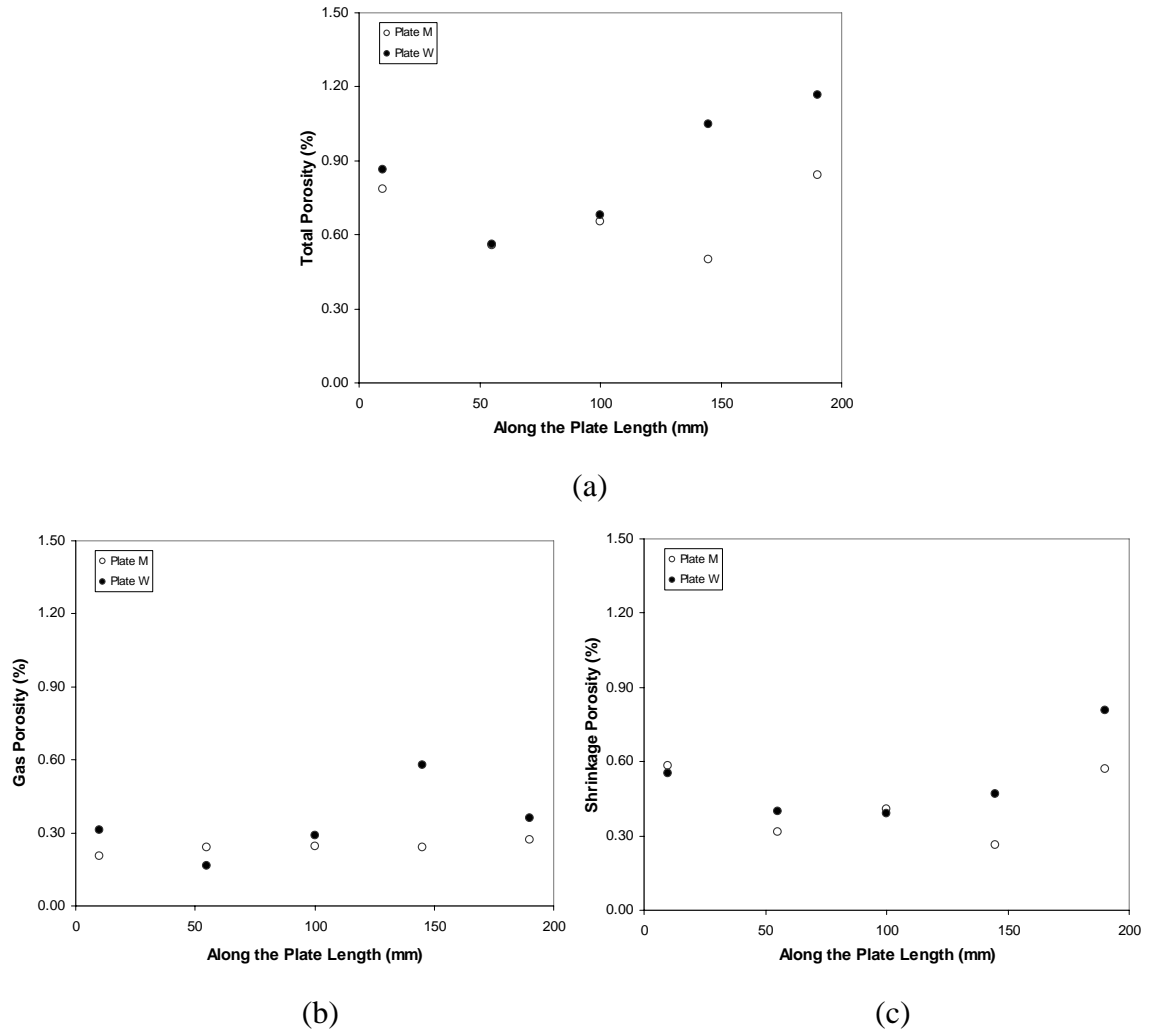 1.50
Plate M
Plate W
1.20
0.90
0.60
0.30
0.00
Total Porosity (%)
0 50 100 150 200
Along the Plate Length (mm)
(a)
1.50
Plate M
Plate W
1.20
0.90
0.60
0.30
0.00
Gas Porosity (%)
0 50 100 150 200
Along the Plate Length (mm)
(b)
1.50
Plate M
Plate W
1.20
0.90
0.60
0.30
0.00
Shrinkage Porosity (%)
0 50 100 150 200
Along the Plate Length (mm)
(c)